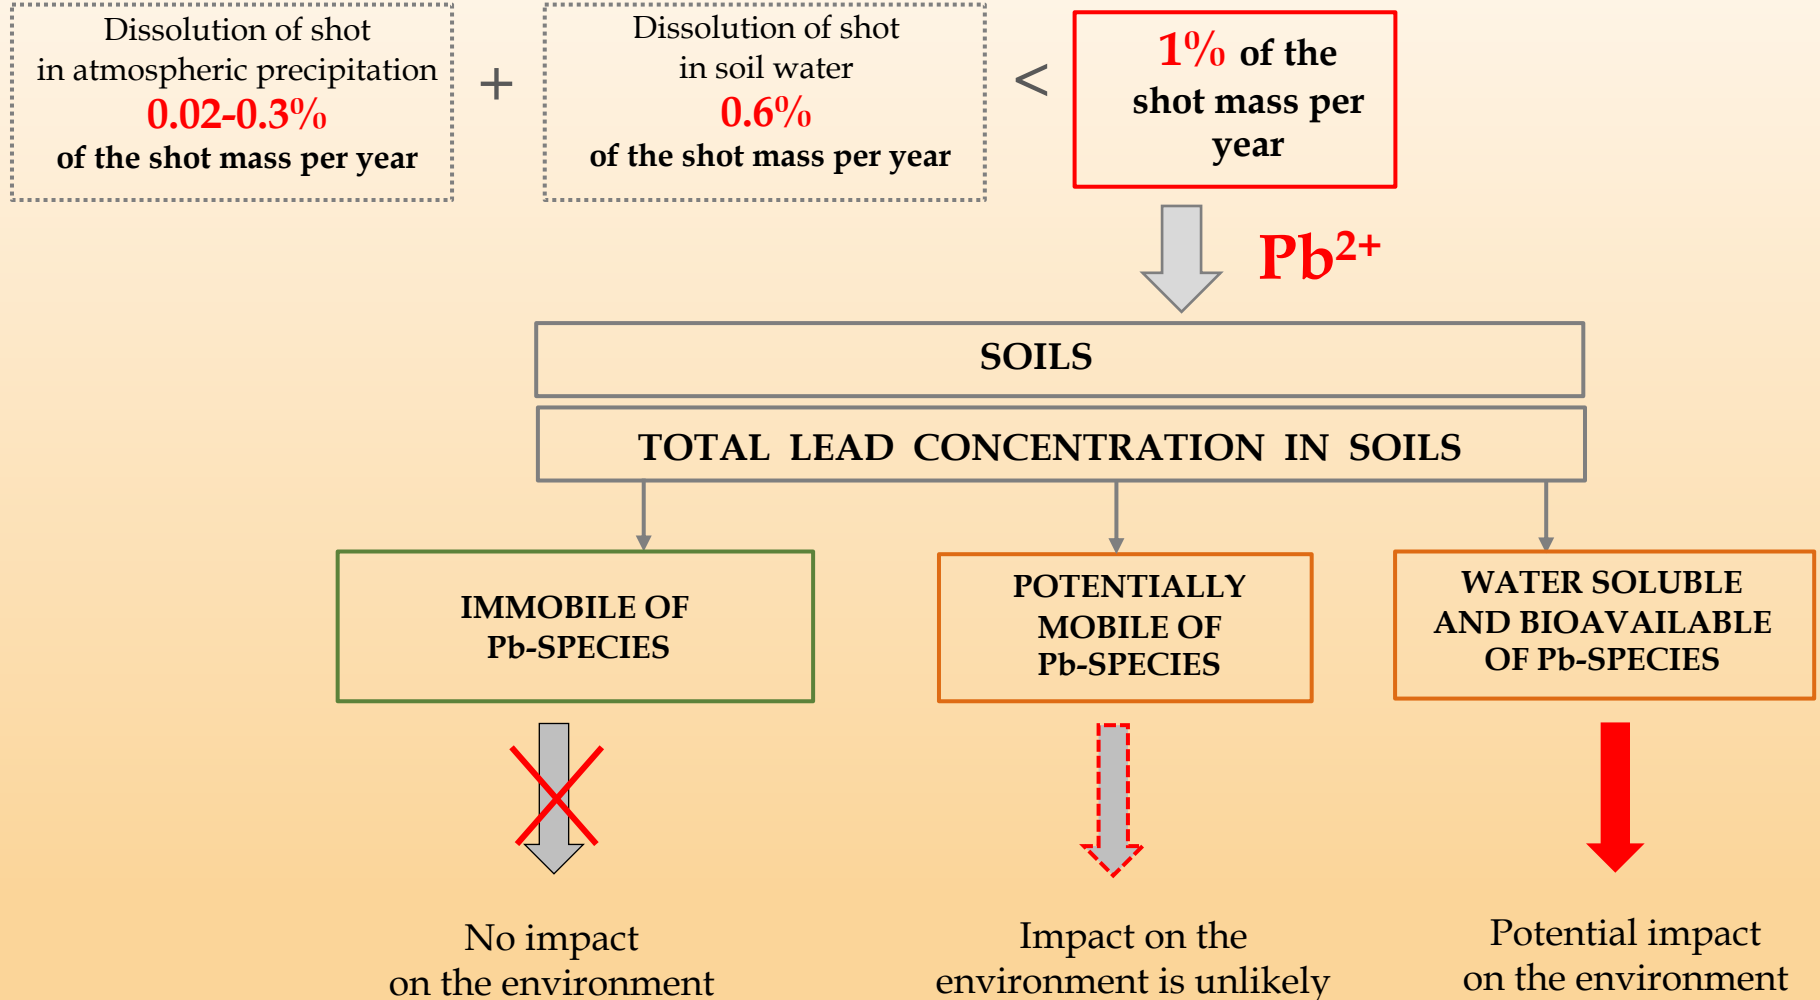 Dissolution of shot
in atmospheric precipitation
0.02-0.3%
of the shot mass per year
+
Dissolution of shot
in soil water
0.6%
of the shot mass per year
<
1% of the
shot mass per
year
Pb²⁺
SOILS
TOTAL LEAD CONCENTRATION IN SOILS
IMMOBILE OF
Pb-SPECIES
POTENTIALLY
MOBILE OF
Pb-SPECIES
WATER SOLUBLE
AND BIOAVAILABLE
OF Pb-SPECIES
No impact
on the environment
Impact on the
environment is unlikely
Potential impact
on the environment